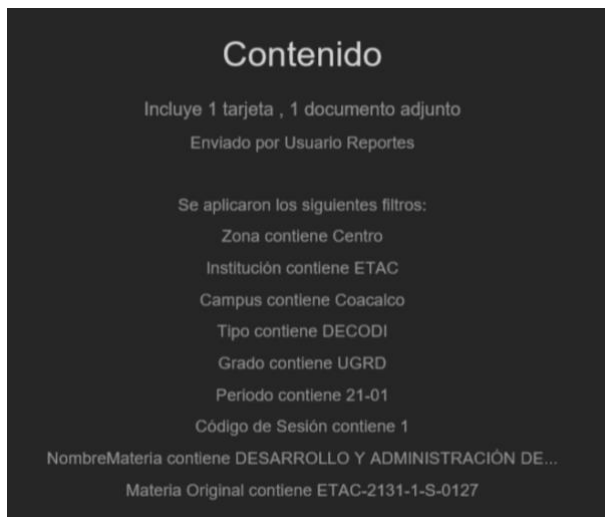 Contenido
Incluye 1 tarjeta , 1 documento adjunto
Enviado por Usuario Reportes
Se aplicaron los siguientes filtros:
Zona contiene Centro
Institución contiene ETAC
Campus contiene Coacalco
Tipo contiene DECODI
Grado contiene UGRD
Periodo contiene 21-01
Código de Sesión contiene 1
NombreMateria contiene DESARROLLO Y ADMINISTRACIÓN DE...
Materia Original contiene ETAC-2131-1-S-0127